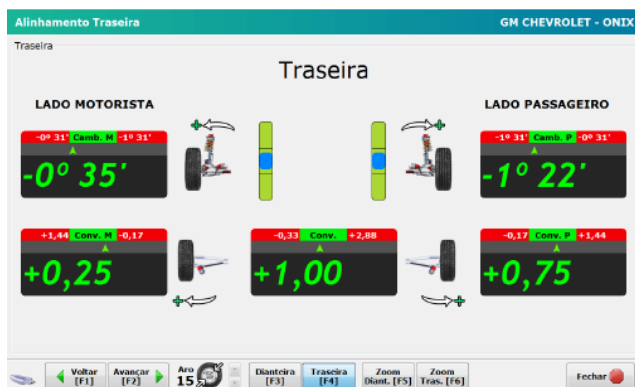 Alinhamento Traseira GM CHEVROLET - ONIX
Traseira
Traseira
LADO MOTORISTA LADO PASSAGEIRO
-0º 31' Camb. M -1º 31' -1º 31' Camb. P -0º 31'
-0º 35' -1º 22'
+1,44 Conv. M -0,17 -0,33 Conv. +2,88 -0,17 Conv. P +1,44
+0,25 +1,00 +0,75
Voltar Avançar Aro Dianteira Traseira Zoom Zoom Fechar
[F1] [F2] 15 [F3] [F4] Diant. [F5] Tras. [F6]